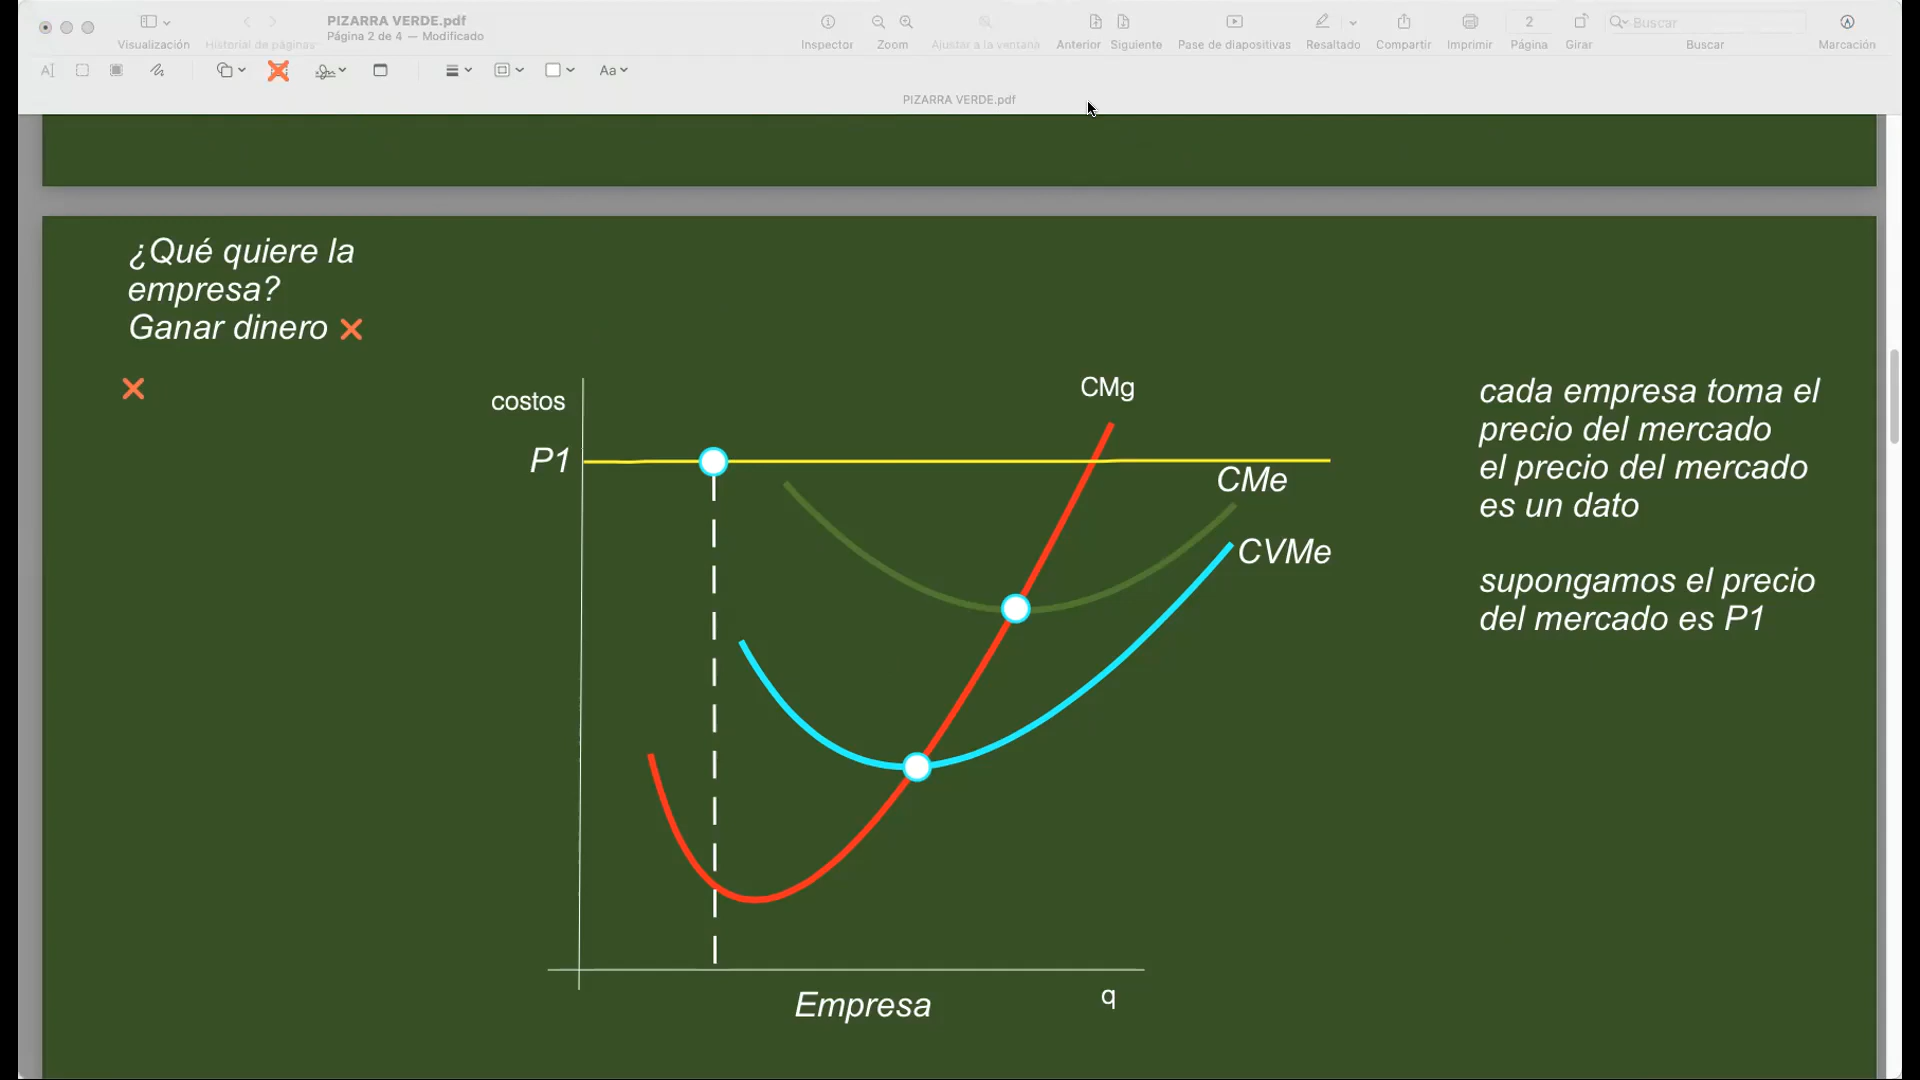 PIZARRA VERDE.pdf
Página 2 de 4 — Modificado
Visualización
Historial de páginas
Inspector
Zoom
Ajustar a la ventana
Anterior
Siguiente
Pase de diapositivas
Resaltado
Compartir
Imprimir
2
Página
Girar
Buscar
Buscar
Marcación
A
Aa
PIZARRA VERDE.pdf
¿Qué quiere la
empresa?
Ganar dinero
costos
P1
CMg
CMe
CVMe
Empresa
q
cada empresa toma el
precio del mercado
el precio del mercado
es un dato
supongamos el precio
del mercado es P1